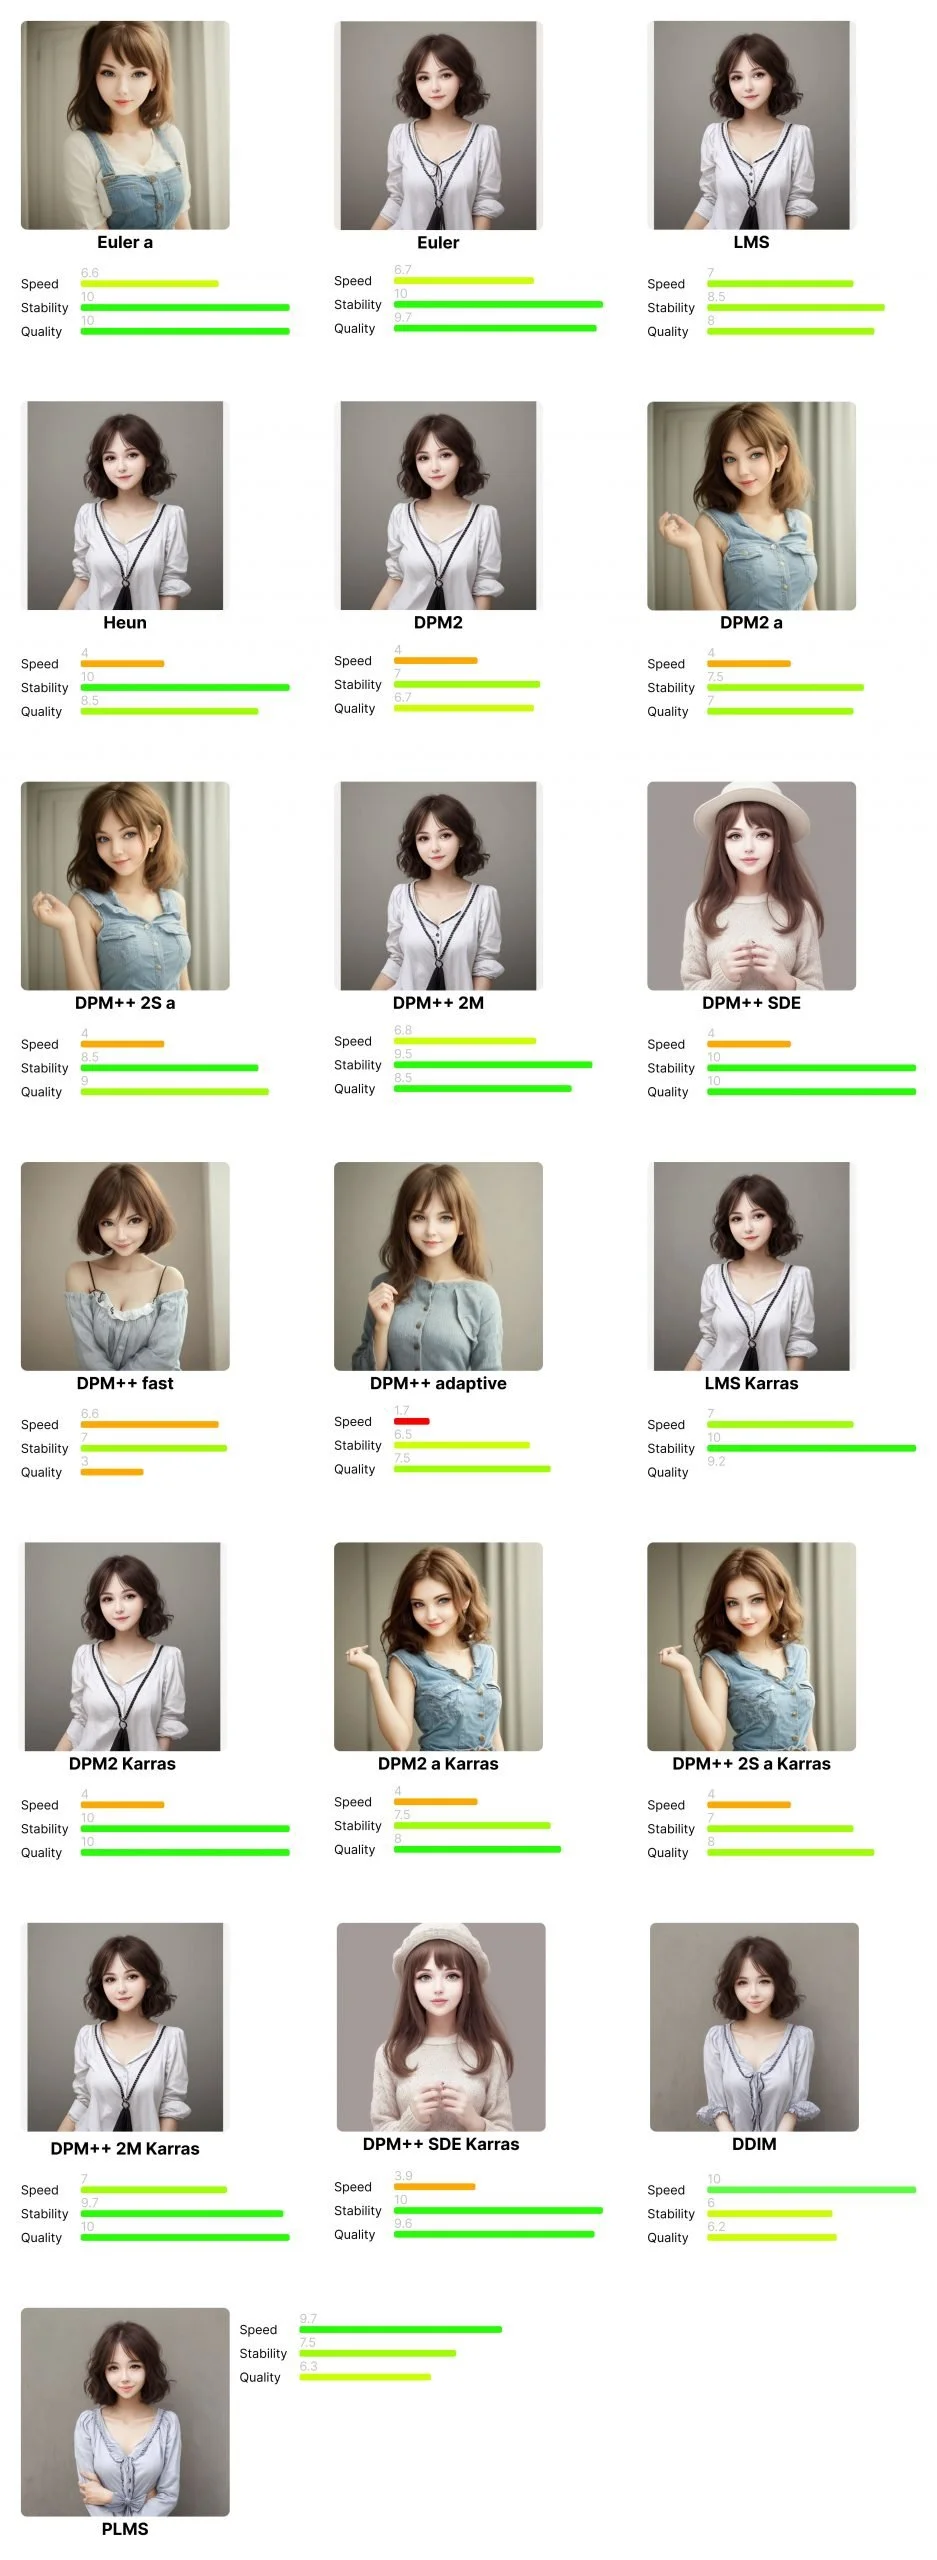 Euler a
Speed 6.6
Stability 10
Quality 10
Euler
Speed 6.7
Stability 10
Quality 9.7
LMS
Speed 7
Stability 8.5
Quality 8
Heun
Speed 4
Stability 10
Quality 8.5
DPM2
Speed 4
Stability 7
Quality 6.7
DPM2 a
Speed 4
Stability 7.5
Quality 7
DPM++ 2S a
Speed 4
Stability 8.5
Quality 9
DPM++ 2M
Speed 6.8
Stability 9.5
Quality 8.5
DPM++ SDE
Speed 4
Stability 10
Quality 10
DPM++ fast
Speed 6.6
Stability 7
Quality 3
DPM++ adaptive
Speed 1.7
Stability 6.5
Quality 7.5
LMS Karras
Speed 7
Stability 10
Quality 9.2
DPM2 Karras
Speed 4
Stability 10
Quality 10
DPM2 a Karras
Speed 4
Stability 7.5
Quality 8
DPM++ 2S a Karras
Speed 4
Stability 7
Quality 8
DPM++ 2M Karras
Speed 7
Stability 9.7
Quality 10
DPM++ SDE Karras
Speed 3.9
Stability 10
Quality 9.6
DDIM
Speed 10
Stability 6
Quality 6.2
PLMS
Speed 9.7
Stability 7.5
Quality 6.3